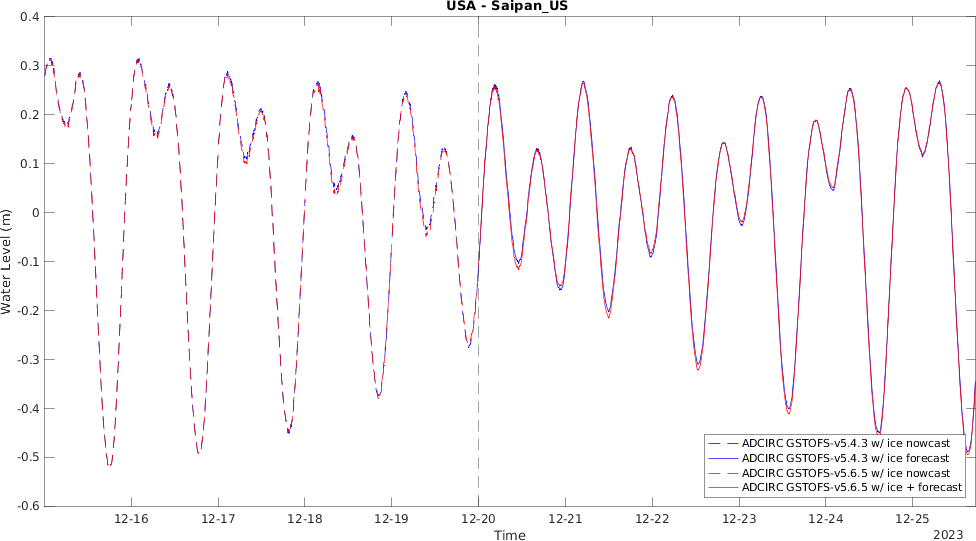 USA - Saipan_US
0.4
0.3
0.2
0.1
0
-0.1
-0.2
-0.3
-0.4
-0.5
-0.6
Water Level (m)
ADCIRC GSTOFS-v5.4.3 w/ ice nowcast
ADCIRC GSTOFS-v5.4.3 w/ ice forecast
ADCIRC GSTOFS-v5.6.5 w/ ice nowcast
ADCIRC GSTOFS-v5.6.5 w/ ice + forecast
12-16 12-17 12-18 12-19 12-20 12-21 12-22 12-23 12-24 12-25
Time
2023